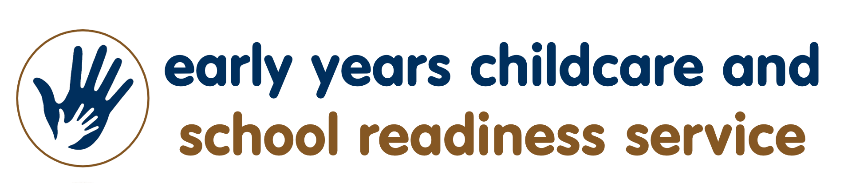 early years childcare and
school readiness service